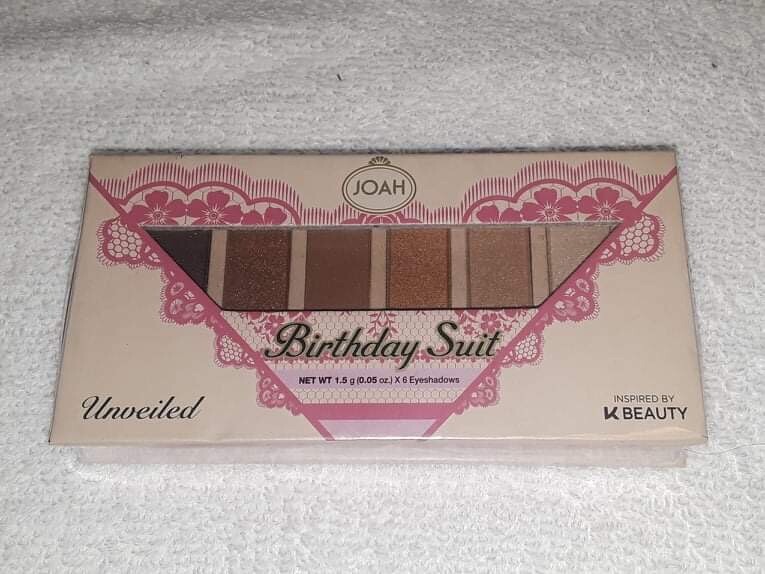 JOAH
Birthday Suit
NET WT 1.5 g (0.05 oz.) X 6 Eyeshadows
Unveiled
INSPIRED BY
K BEAUTY